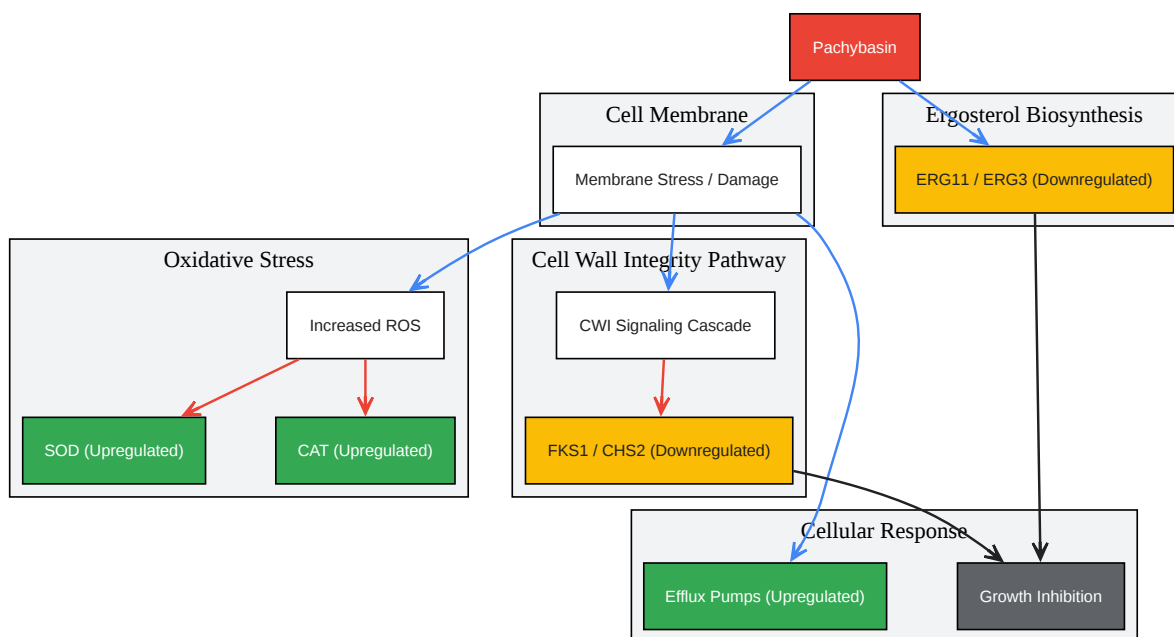 Pachybasin
Cell Membrane
Ergosterol Biosynthesis
Membrane Stress / Damage
ERG11 / ERG3 (Downregulated)
Oxidative Stress
Cell Wall Integrity Pathway
Increased ROS
CWI Signaling Cascade
SOD (Upregulated)
CAT (Upregulated)
FKS1 / CHS2 (Downregulated)
Cellular Response
Efflux Pumps (Upregulated)
Growth Inhibition